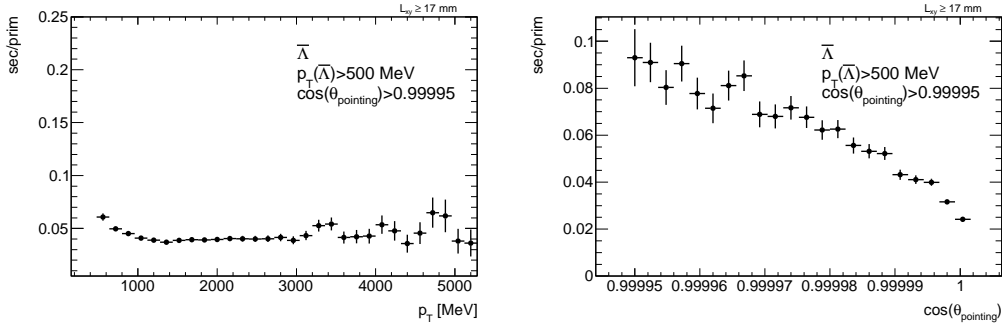 L_xy ≥ 17 mm
sec/prim
0.25
0.2
0.15
0.1
0.05
Λ̅
p_T(Λ̅)>500 MeV
cos(θ_pointing)>0.99995
1000 2000 3000 4000 5000
p_T [MeV]
L_xy ≥ 17 mm
sec/prim
0.1
0.08
0.06
0.04
0.02
0
Λ̅
p_T(Λ̅)>500 MeV
cos(θ_pointing)>0.99995
0.99995 0.99996 0.99997 0.99998 0.99999 1
cos(θ_pointing)